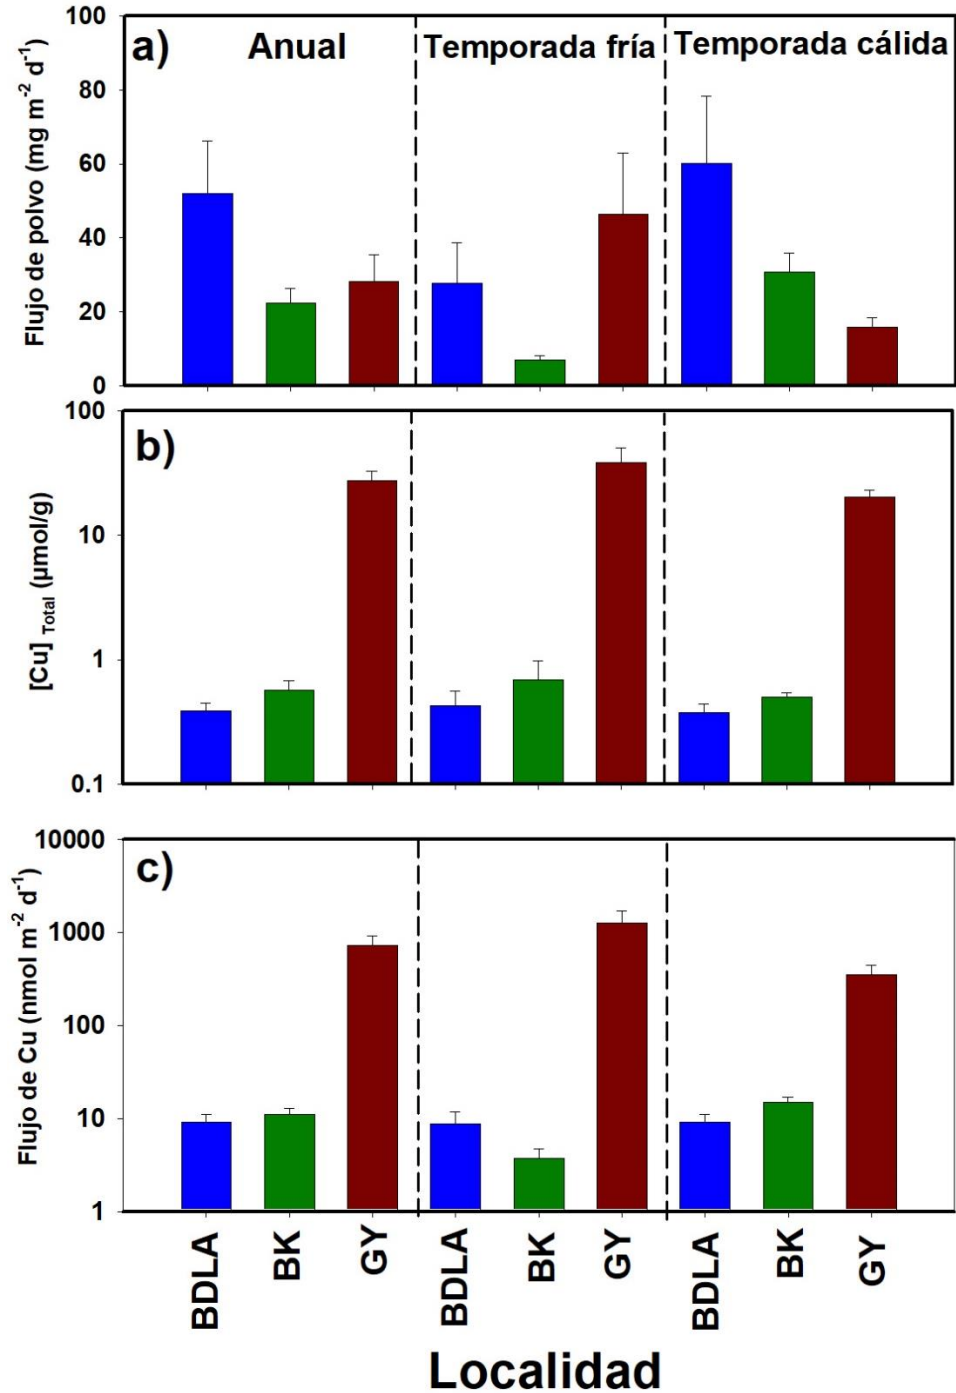 a)
Anual
Temporada fría
Temporada cálida
Flujo de polvo (mg m-2 d-1)
100
80
60
40
20
0
b)
[Cu] Total (µmol/g)
100
10
1
0.1
c)
Flujo de Cu (nmol m-2 d-1)
10000
1000
100
10
1
BDLA
BK
GY
BDLA
BK
GY
BDLA
BK
GY
Localidad